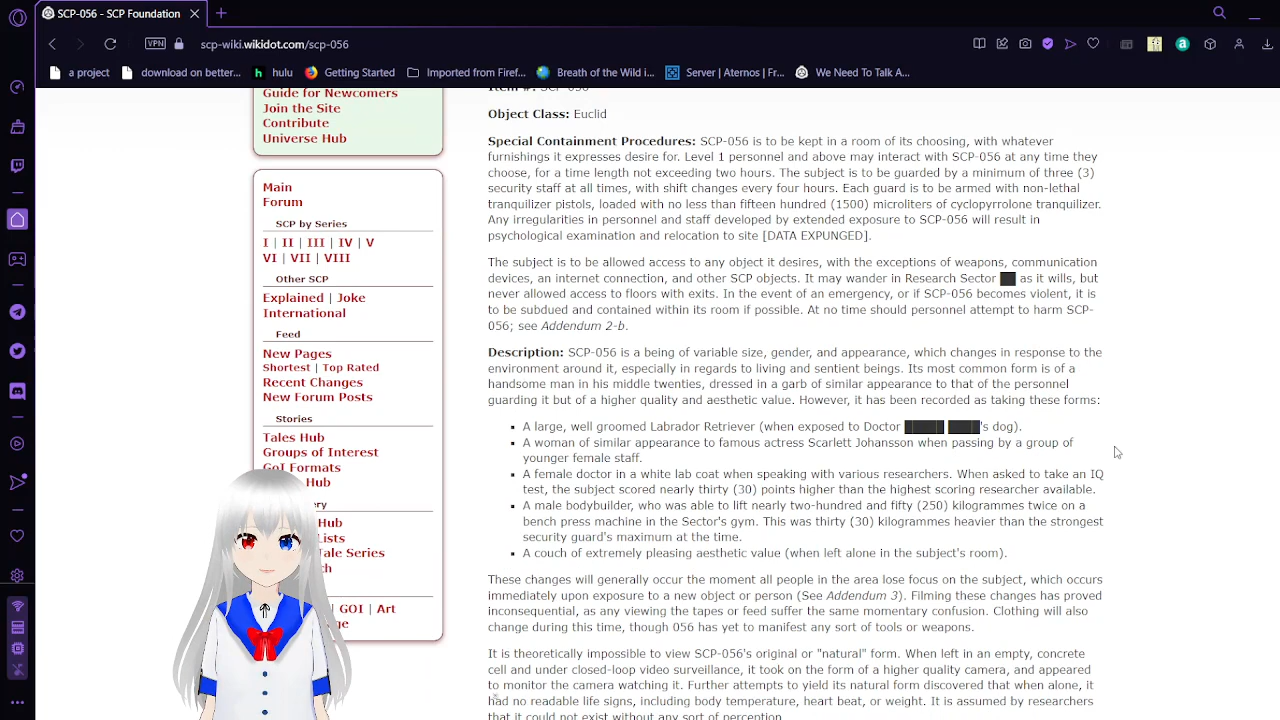 SCP-056 - SCP Foundation
VPN
scp-wiki.wikidot.com/scp-056
a project
download on better...
hulu
Getting Started
Imported from Firef...
Breath of the Wild i...
Server | Aternos | Fr...
We Need To Talk A...
Guide for Newcomers
Join the Site
Contribute
Universe Hub
Main
Forum
SCP by Series
I | II | III | IV | V
VI | VII | VIII
Other SCP
Explained | Joke
International
Feed
New Pages
Shortest | Top Rated
Recent Changes
New Forum Posts
Stories
Tales Hub
Groups of Interest
GoI Formats
Hub
Hub
Lists
Tale Series
GOI | Art
Item #: SCP-056
Object Class: Euclid
Special Containment Procedures: SCP-056 is to be kept in a room of its choosing, with whatever
furnishings it expresses desire for. Level 1 personnel and above may interact with SCP-056 at any time they
choose, for a time length not exceeding two hours. The subject is to be guarded by a minimum of three (3)
security staff at all times, with shift changes every four hours. Each guard is to be armed with non-lethal
tranquilizer pistols, loaded with no less than fifteen hundred (1500) microliters of cyclopyrrolone tranquilizer.
Any irregularities in personnel and staff developed by extended exposure to SCP-056 will result in
psychological examination and relocation to site [DATA EXPUNGED].
The subject is to be allowed access to any object it desires, with the exceptions of weapons, communication
devices, an internet connection, and other SCP objects. It may wander in Research Sector ██ as it wills, but
never allowed access to floors with exits. In the event of an emergency, or if SCP-056 becomes violent, it is
to be subdued and contained within its room if possible. At no time should personnel attempt to harm SCP-
056; see Addendum 2-b.
Description: SCP-056 is a being of variable size, gender, and appearance, which changes in response to the
environment around it, especially in regards to living and sentient beings. Its most common form is of a
handsome man in his middle twenties, dressed in a garb of similar appearance to that of the personnel
guarding it but of a higher quality and aesthetic value. However, it has been recorded as taking these forms:
A large, well groomed Labrador Retriever (when exposed to Doctor █████ ████'s dog).
A woman of similar appearance to famous actress Scarlett Johansson when passing by a group of
younger female staff.
A female doctor in a white lab coat when speaking with various researchers. When asked to take an IQ
test, the subject scored nearly thirty (30) points higher than the highest scoring researcher available.
A male bodybuilder, who was able to lift nearly two-hundred and fifty (250) kilogrammes twice on a
bench press machine in the Sector's gym. This was thirty (30) kilogrammes heavier than the strongest
security guard's maximum at the time.
A couch of extremely pleasing aesthetic value (when left alone in the subject's room).
These changes will generally occur the moment all people in the area lose focus on the subject, which occurs
immediately upon exposure to a new object or person (See Addendum 3). Filming these changes has proved
inconsequential, as any viewing the tapes or feed suffer the same momentary confusion. Clothing will also
change during this time, though 056 has yet to manifest any sort of tools or weapons.
It is theoretically impossible to view SCP-056's original or "natural" form. When left in an empty, concrete
cell and under closed-loop video surveillance, it took on the form of a higher quality camera, and appeared
to monitor the camera watching it. Further attempts to yield its natural form discovered that when alone, it
had no readable life signs, including body temperature, heart beat, or weight. It is assumed by researchers
that it could not exist without any sort of perception